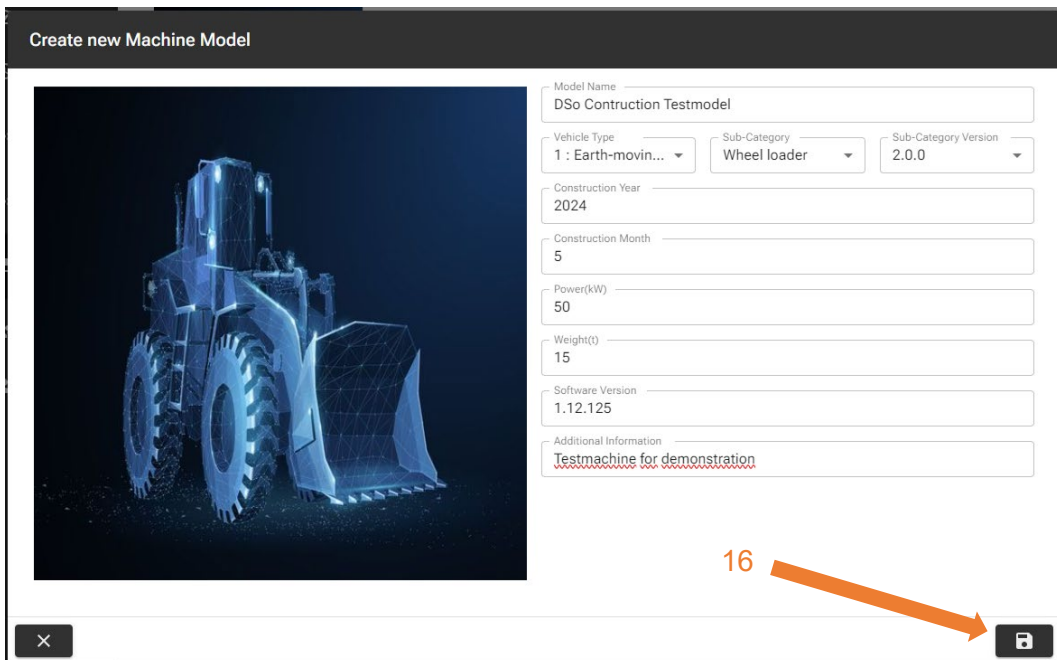 Create new Machine Model
Model Name
DSo Contruction Testmodel
Vehicle Type
Sub-Category
Sub-Category Version
1 : Earth-movin...
Wheel loader
2.0.0
Construction Year
2024
Construction Month
5
Power(kW)
50
Weight(t)
15
Software Version
1.12.125
Additional Information
Testmachine for demonstration
16